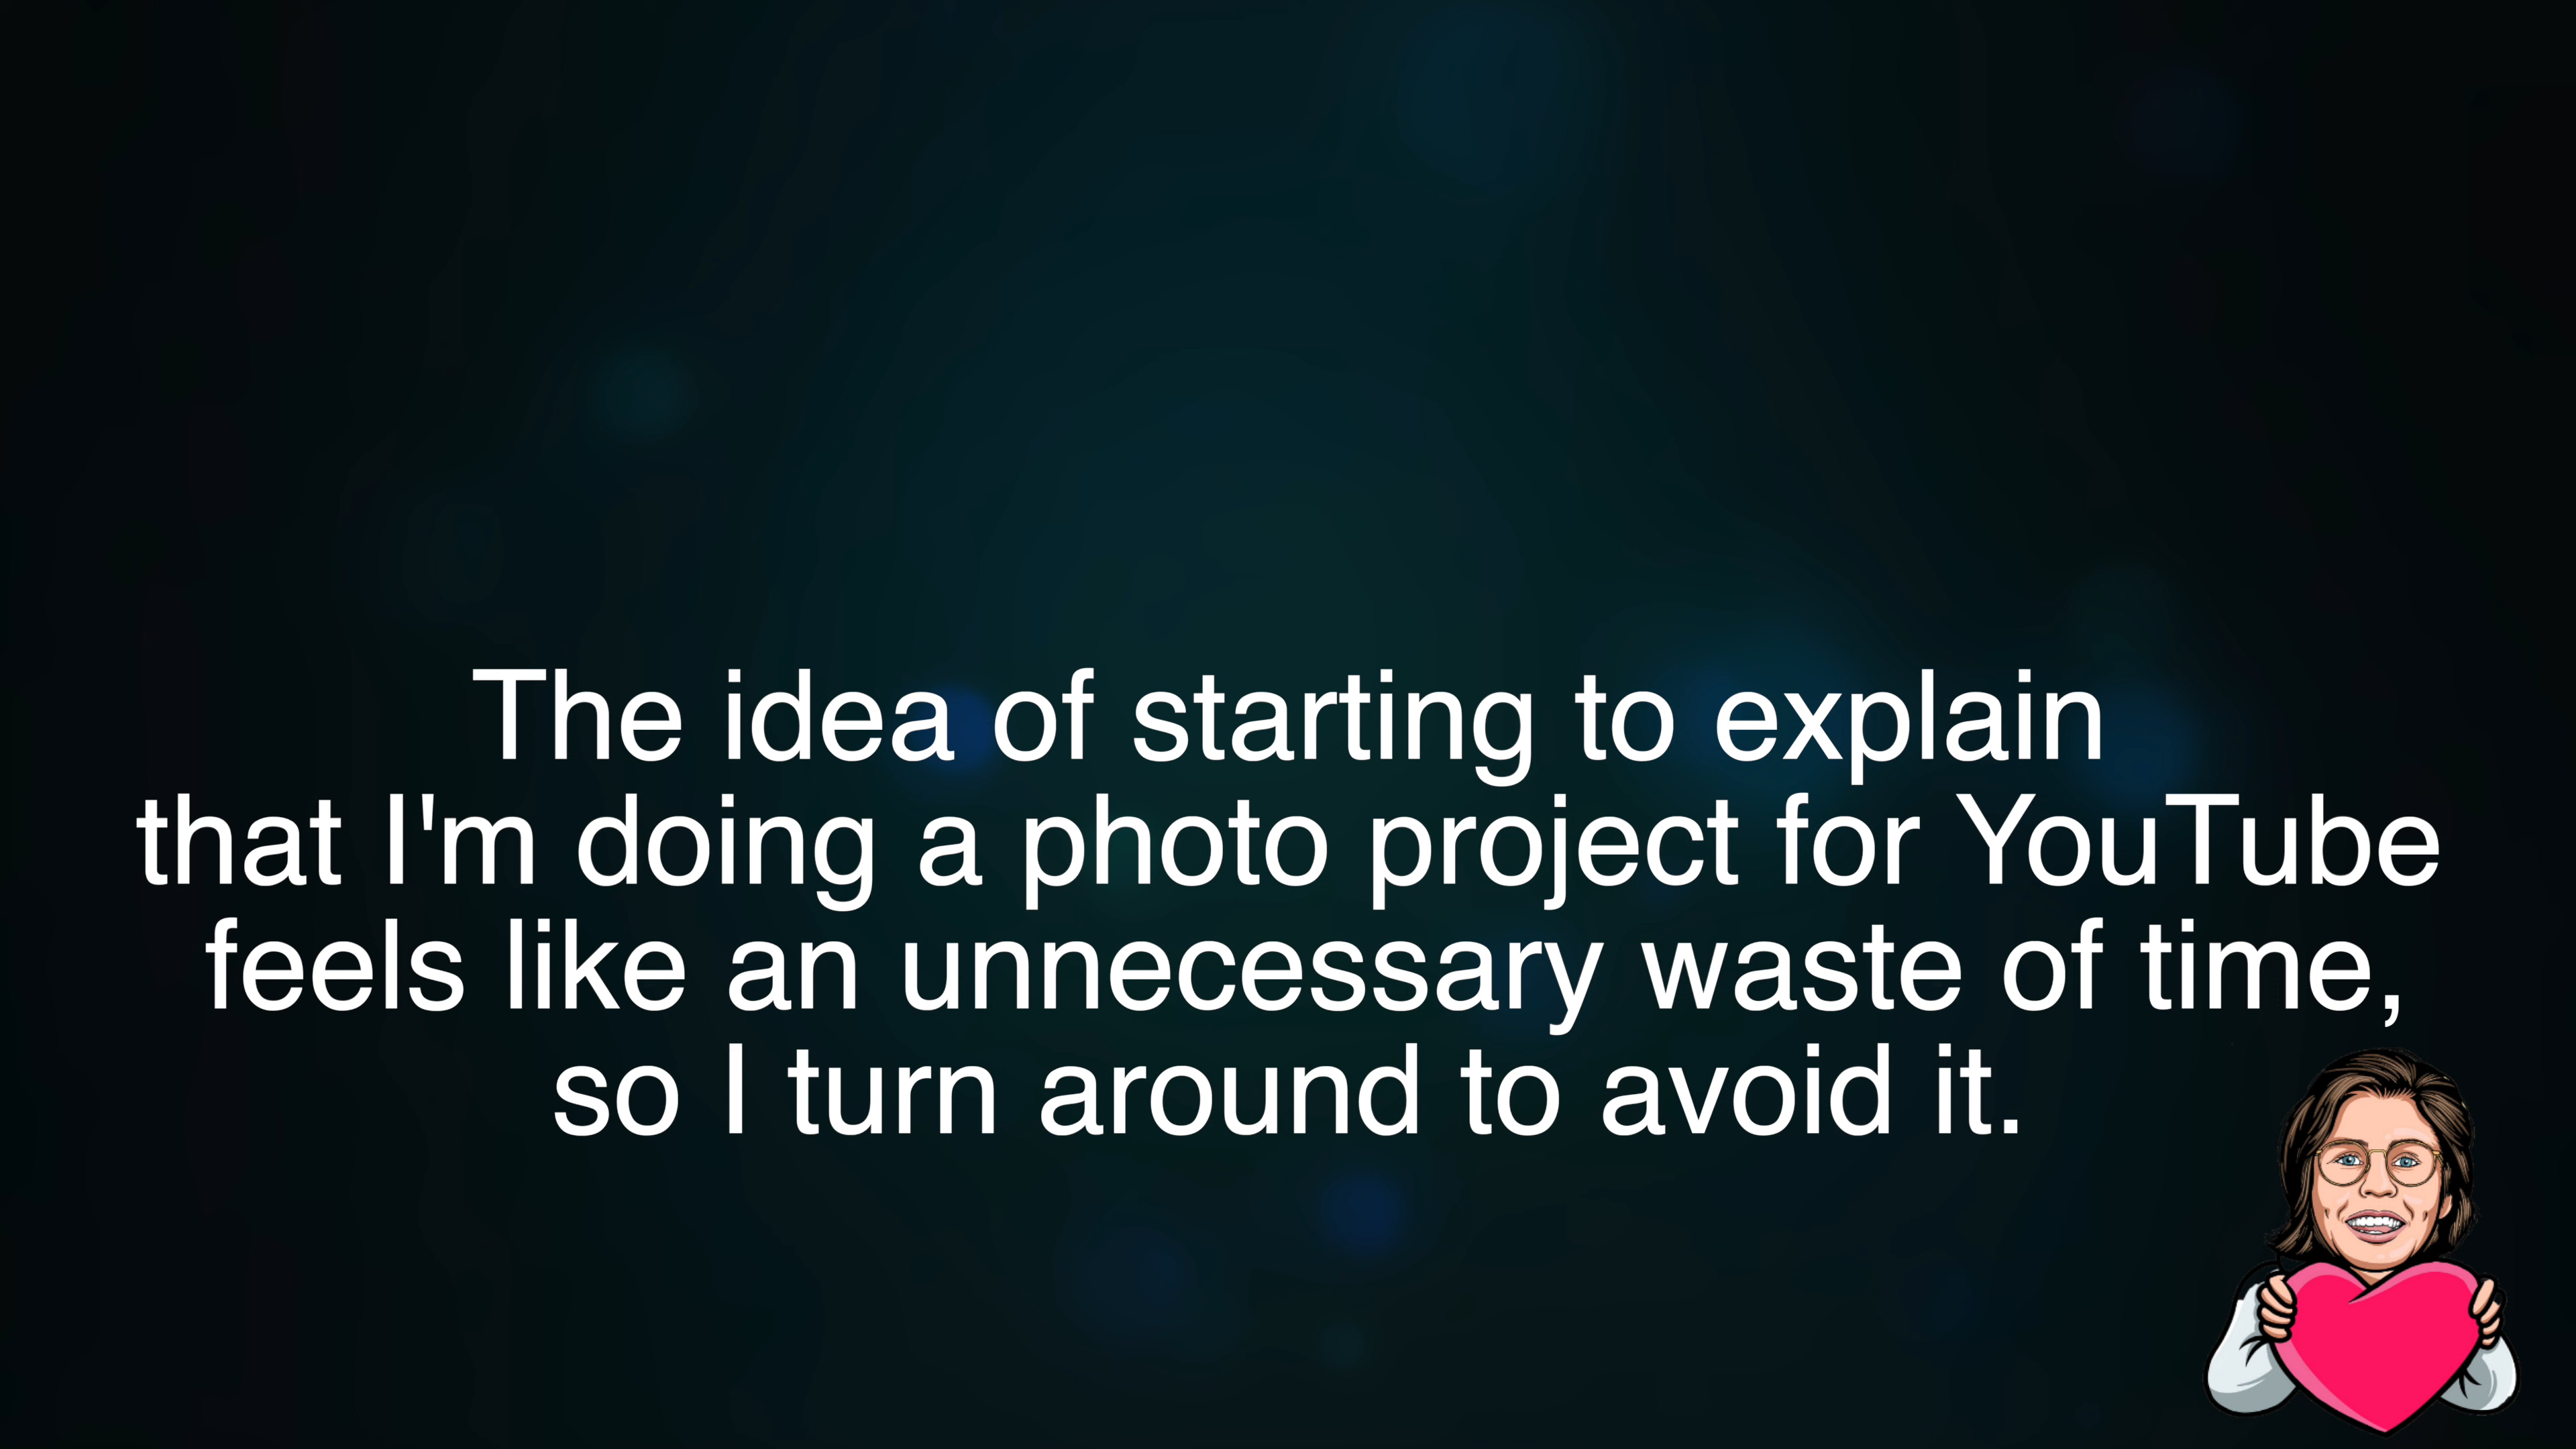 The idea of starting to explain
that I'm doing a photo project for YouTube
feels like an unnecessary waste of time,
so I turn around to avoid it.